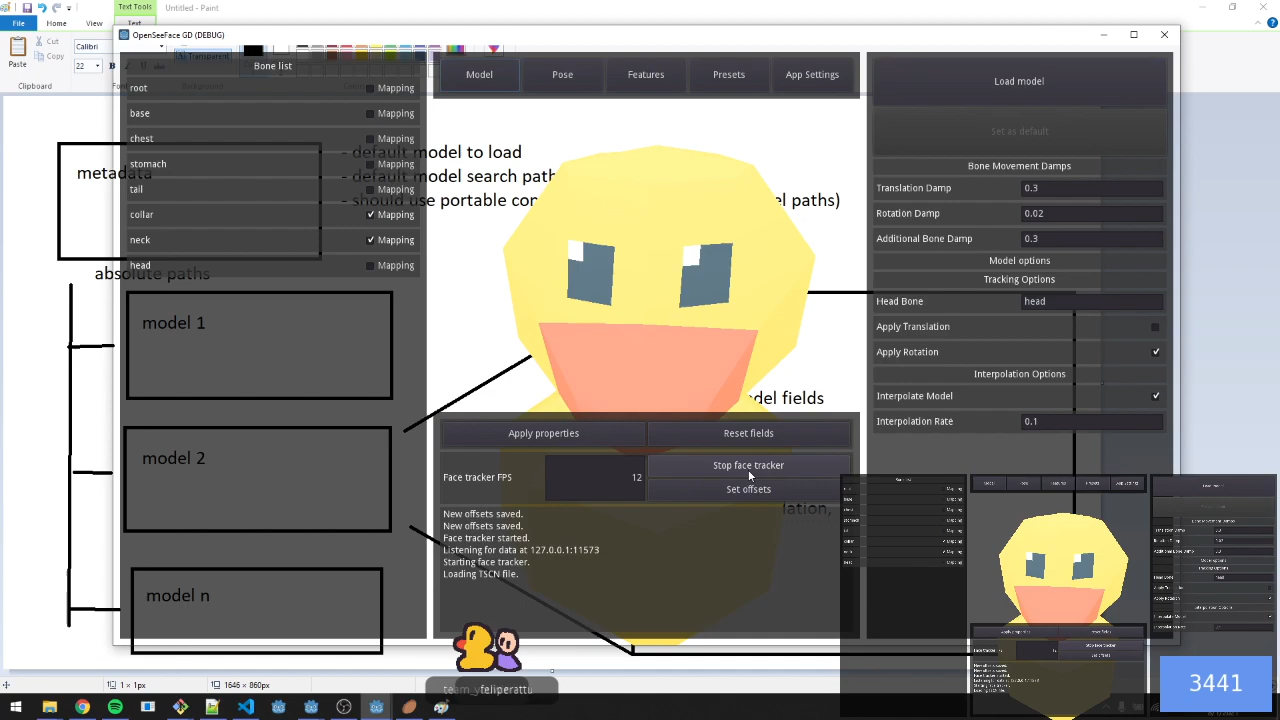 Text Tools
Untitled - Paint
File
Home
View
Text
Paste
Cut
Copy
Calibri
22
Transparent
Clipboard
OpenSeeFace GD (DEBUG)
Bone list
root
Mapping
base
Mapping
chest
Mapping
stomach
Mapping
tail
Mapping
collar
Mapping
neck
Mapping
head
Mapping
Model
Pose
Features
Presets
App Settings
Load model
Set as default
Bone Movement Damps
Translation Damp
0.3
Rotation Damp
0.02
Additional Bone Damp
0.3
Model options
Tracking Options
Head Bone
head
Apply Translation
Apply Rotation
Interpolation Options
Interpolate Model
Interpolation Rate
0.1
metadata
- default model to load
- default model search path
- should use portable con
el paths)
absolute paths
model 1
model 2
model n
del fields
lation,
Apply properties
Reset fields
Face tracker FPS
12
Stop face tracker
Set offsets
New offsets saved.
New offsets saved.
Face tracker started.
Listening for data at 127.0.0.1:11573
Starting face tracker.
Loading TSCN file.
1 × 1px
1646 × 860px
feliperattu
3441